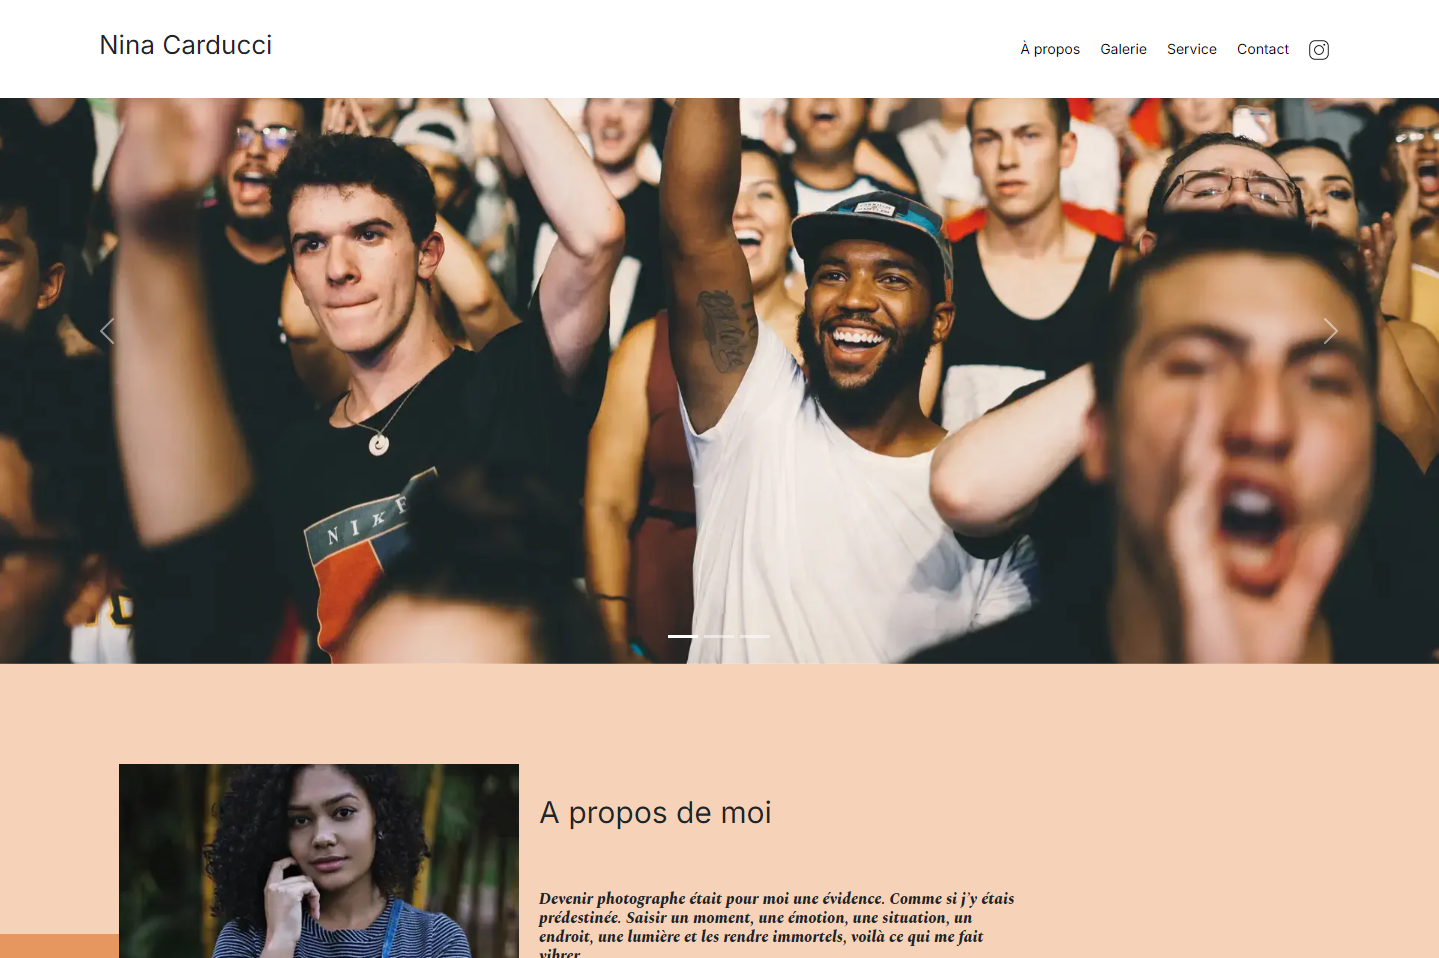 Nina Carducci
À propos Galerie Service Contact
NIKE
A propos de moi
Devenir photographe était pour moi une évidence. Comme si j'y étais
prédestinée. Saisir un moment, une émotion, une situation, un
endroit, une lumière et les rendre immortels, voilà ce qui me fait
vibrer.